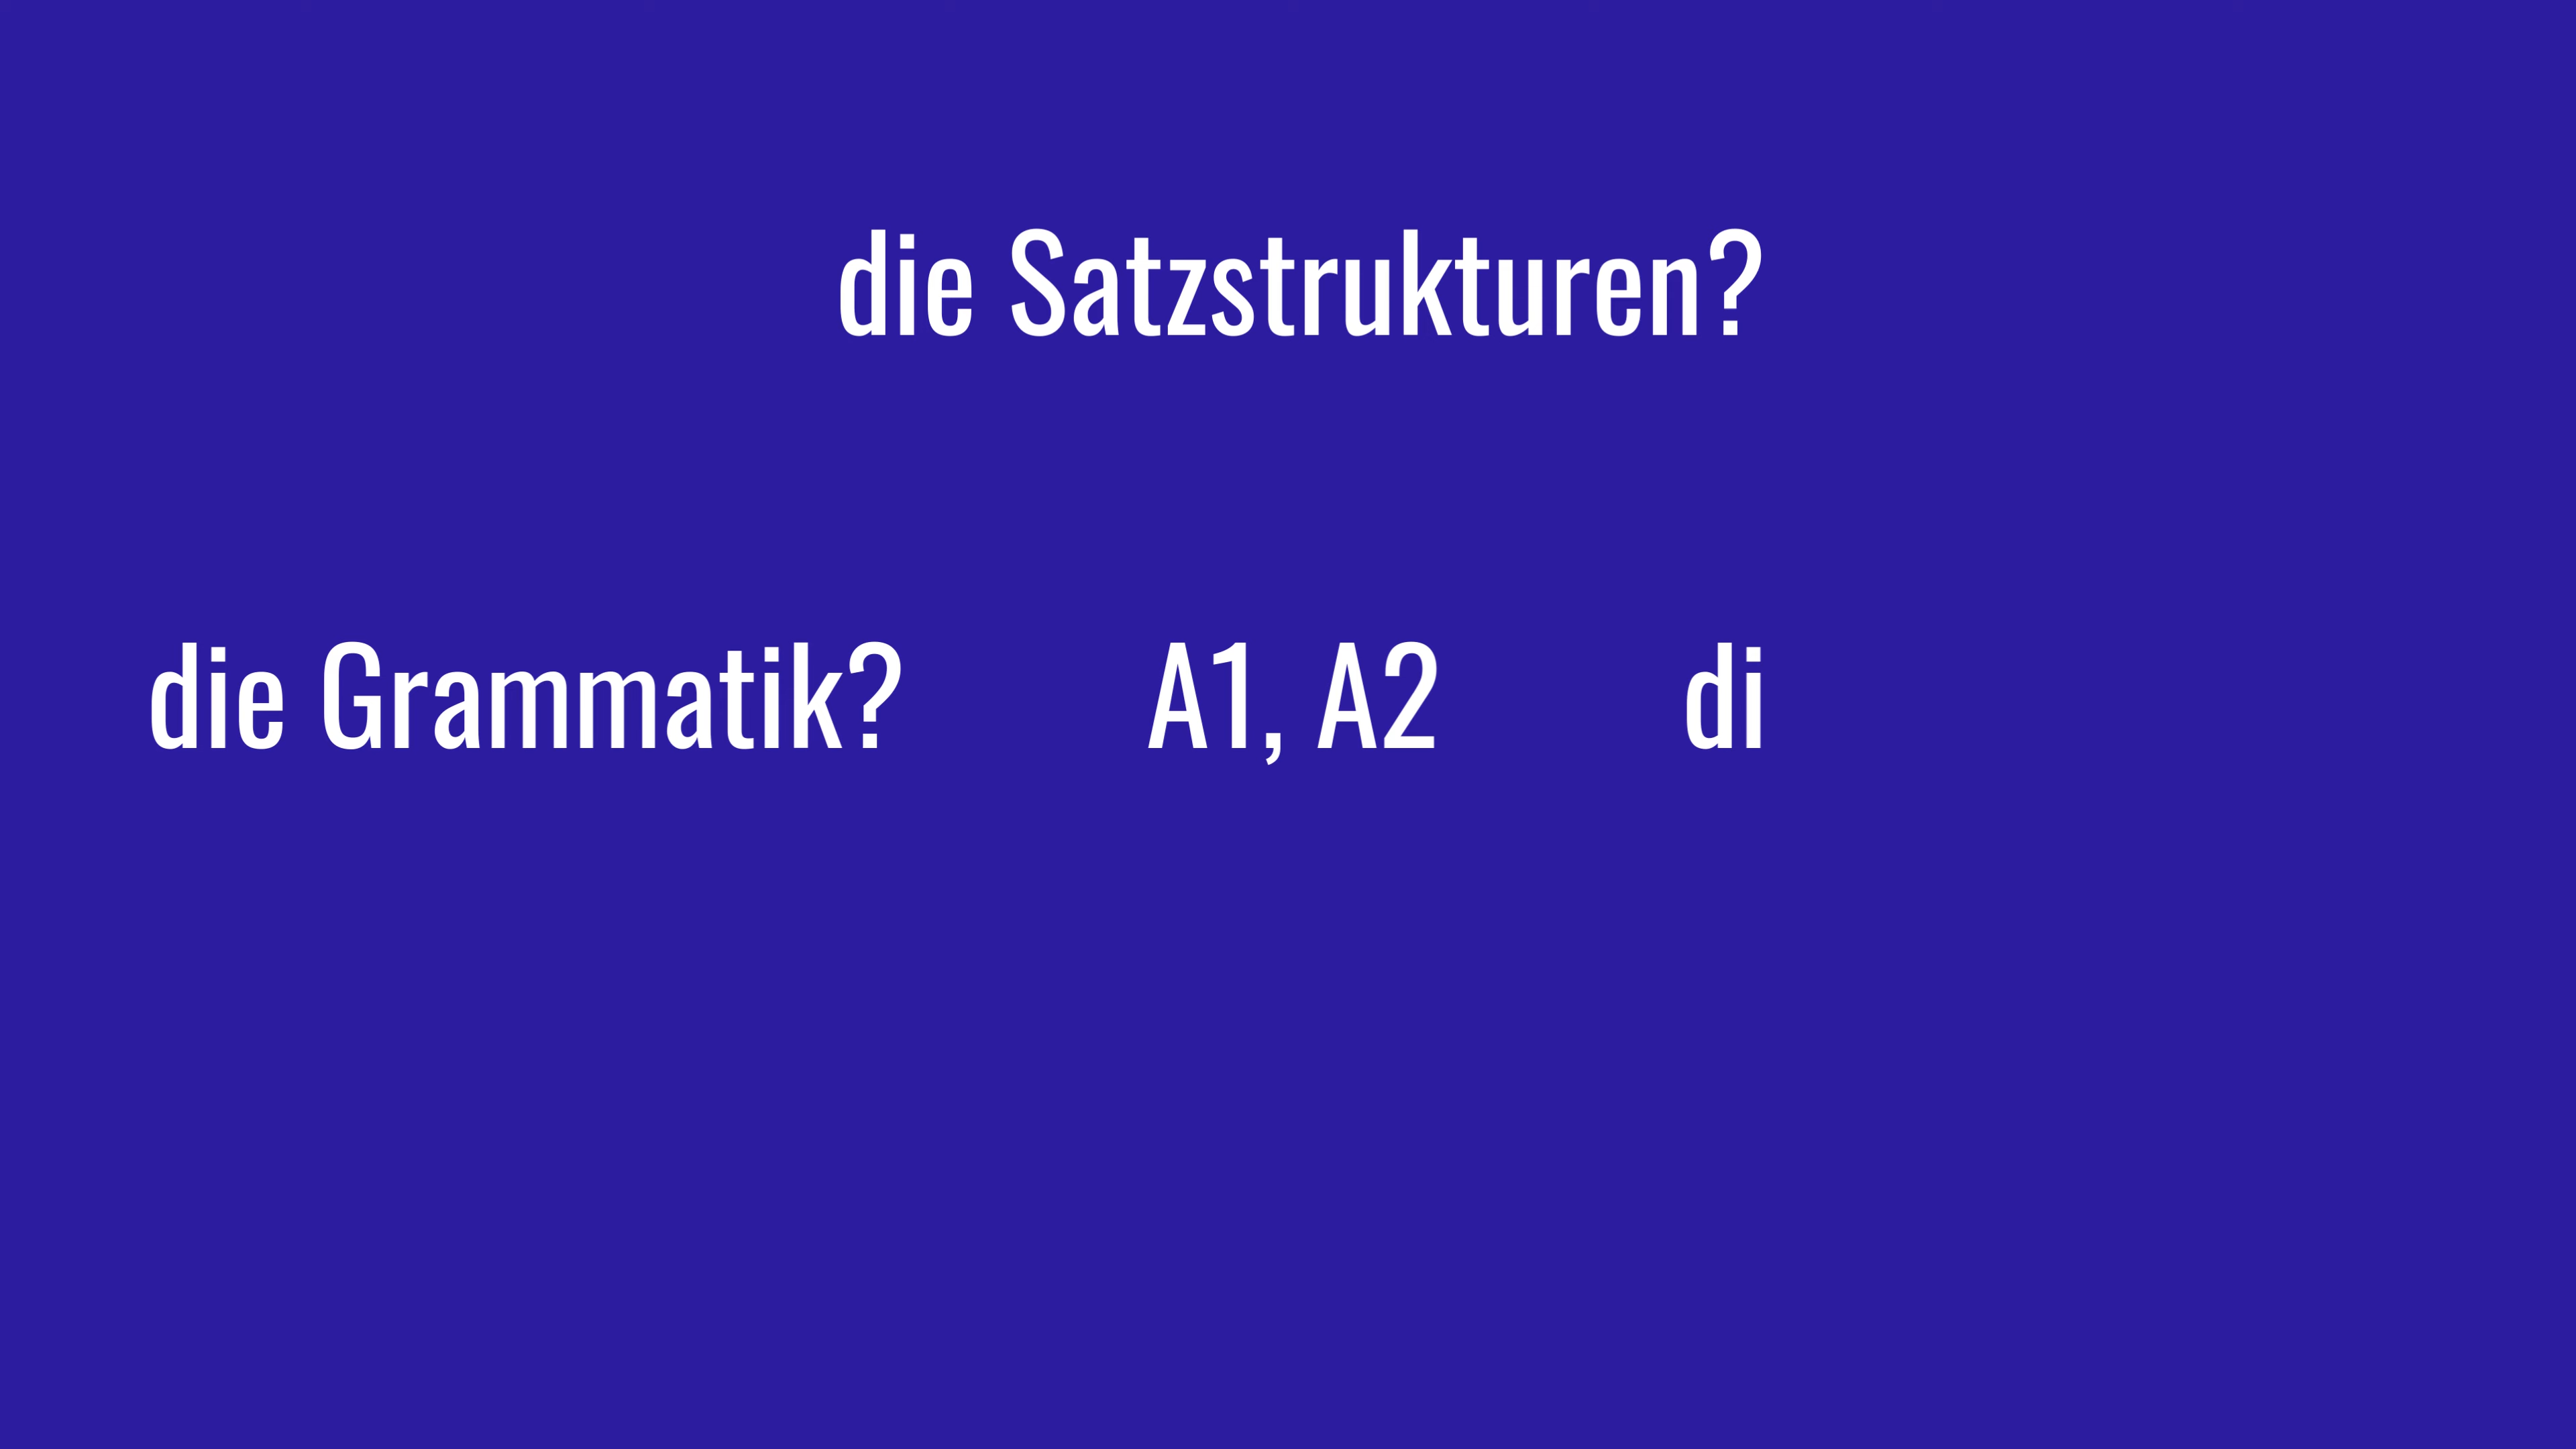 die Satzstrukturen?
die Grammatik? A1, A2 di